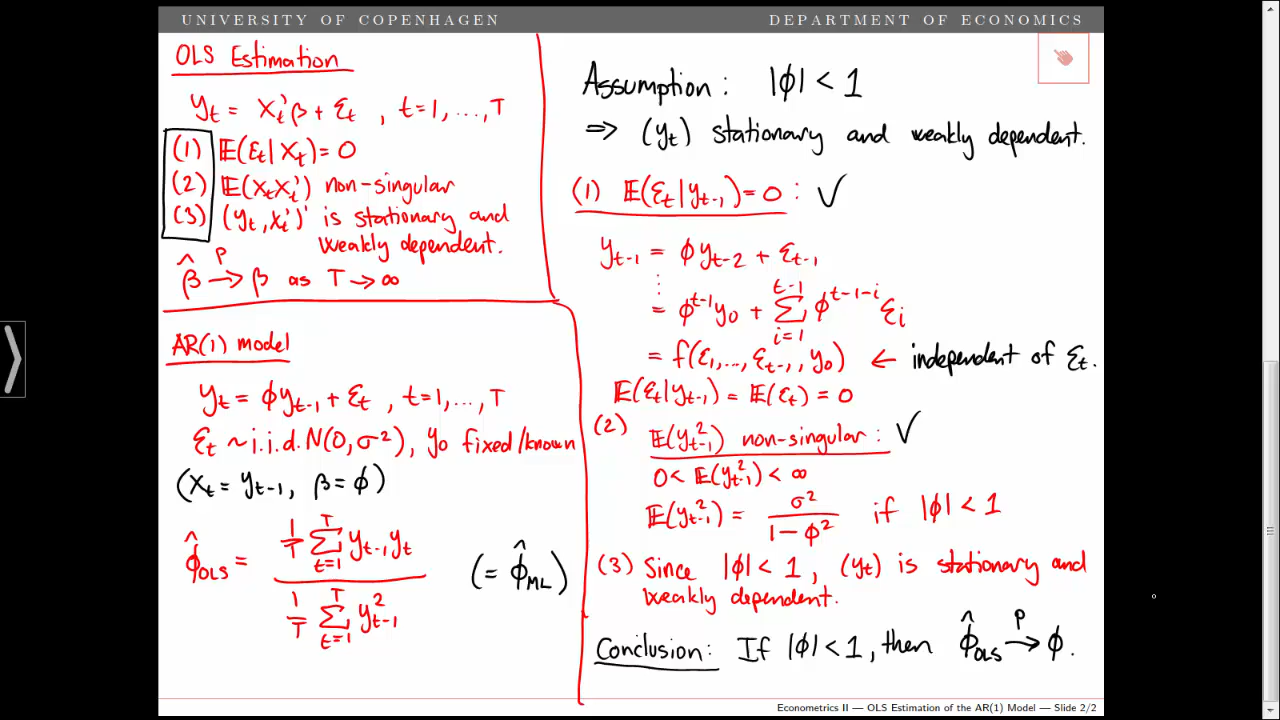 UNIVERSITY OF COPENHAGEN
DEPARTMENT OF ECONOMICS
OLS Estimation
y_t = x_t'β + ε_t , t=1,...,T
(1) E(ε_t|x_t) = 0
(2) E(x_t x_t') non-singular
(3) (y_t, x_t')' is stationary and
weakly dependent.
β̂ →^P β as T → ∞
AR(1) model
y_t = ϕy_{t-1} + ε_t , t=1,...,T
ε_t ~ i.i.d. N(0,σ²), y_0 fixed/known
(x_t = y_{t-1}, β = ϕ)
ϕ̂_OLS = (1/T Σ_{t=1}^T y_{t-1}y_t) / (1/T Σ_{t=1}^T y²_{t-1}) (= ϕ̂_ML)
Assumption: |ϕ| < 1
⇒ (y_t) stationary and weakly dependent.
(1) E(ε_t|y_{t-1}) = 0 : ✓
y_{t-1} = ϕy_{t-2} + ε_{t-1}
⋮
= ϕ^{t-1}y_0 + Σ_{i=1}^{t-1} ϕ^{t-1-i} ε_i
= f(ε_1,...,ε_{t-1}, y_0) ← independent of ε_t.
E(ε_t|y_{t-1}) = E(ε_t) = 0
(2) E(y²_{t-1}) non-singular: ✓
0 < E(y²_{t-1}) < ∞
E(y²_{t-1}) = σ² / (1-ϕ²) if |ϕ| < 1
(3) Since |ϕ| < 1, (y_t) is stationary and
weakly dependent.
Conclusion: If |ϕ| < 1, then ϕ̂_OLS →^P ϕ.
Econometrics II — OLS Estimation of the AR(1) Model — Slide 2/2